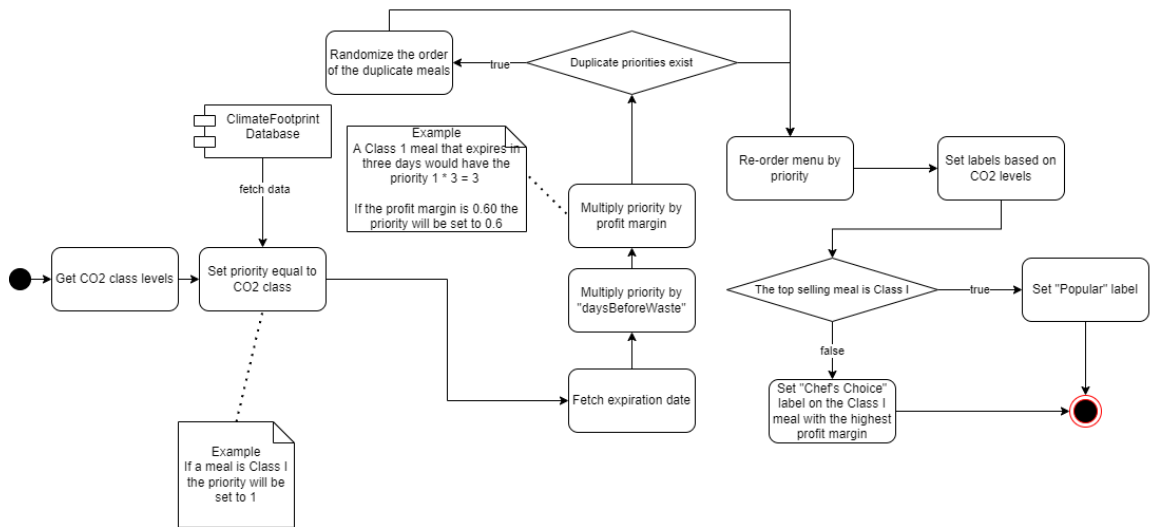 Randomize the order
of the duplicate meals
true
Duplicate priorities exist
ClimateFootprint
Database
fetch data
Example
A Class 1 meal that expires in
three days would have the
priority 1 * 3 = 3
If the profit margin is 0.60 the
priority will be set to 0.6
Multiply priority by
profit margin
Re-order menu by
priority
Set labels based on
CO2 levels
Get CO2 class levels
Set priority equal to
CO2 class
Multiply priority by
"daysBeforeWaste"
The top selling meal is Class I
true
Set "Popular" label
false
Fetch expiration date
Set "Chef's Choice"
label on the Class I
meal with the highest
profit margin
Example
If a meal is Class I
the priority will be
set to 1